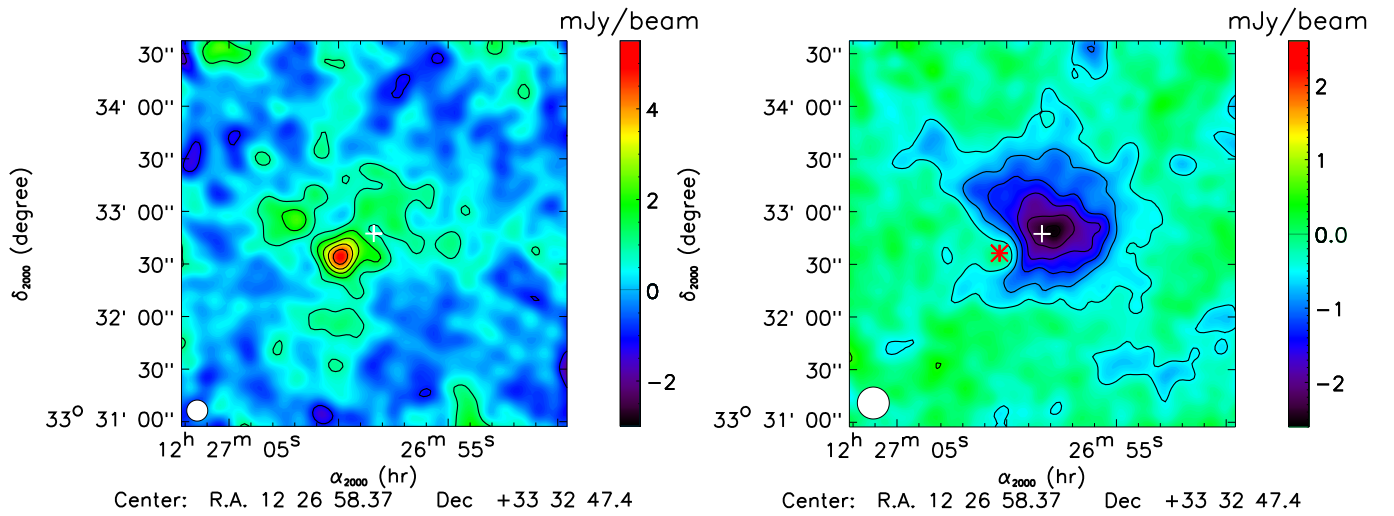 mJy/beam
30''
34' 00''
30''
33' 00''
30''
32' 00''
30''
33° 31' 00''
δ2000 (degree)
4
2
0
−2
12h 27m 05s
26m 55s
α2000 (hr)
Center: R.A. 12 26 58.37 Dec +33 32 47.4
mJy/beam
30''
34' 00''
30''
33' 00''
30''
32' 00''
30''
33° 31' 00''
δ2000 (degree)
2
1
0.0
−1
−2
12h 27m 05s
26m 55s
α2000 (hr)
Center: R.A. 12 26 58.37 Dec +33 32 47.4